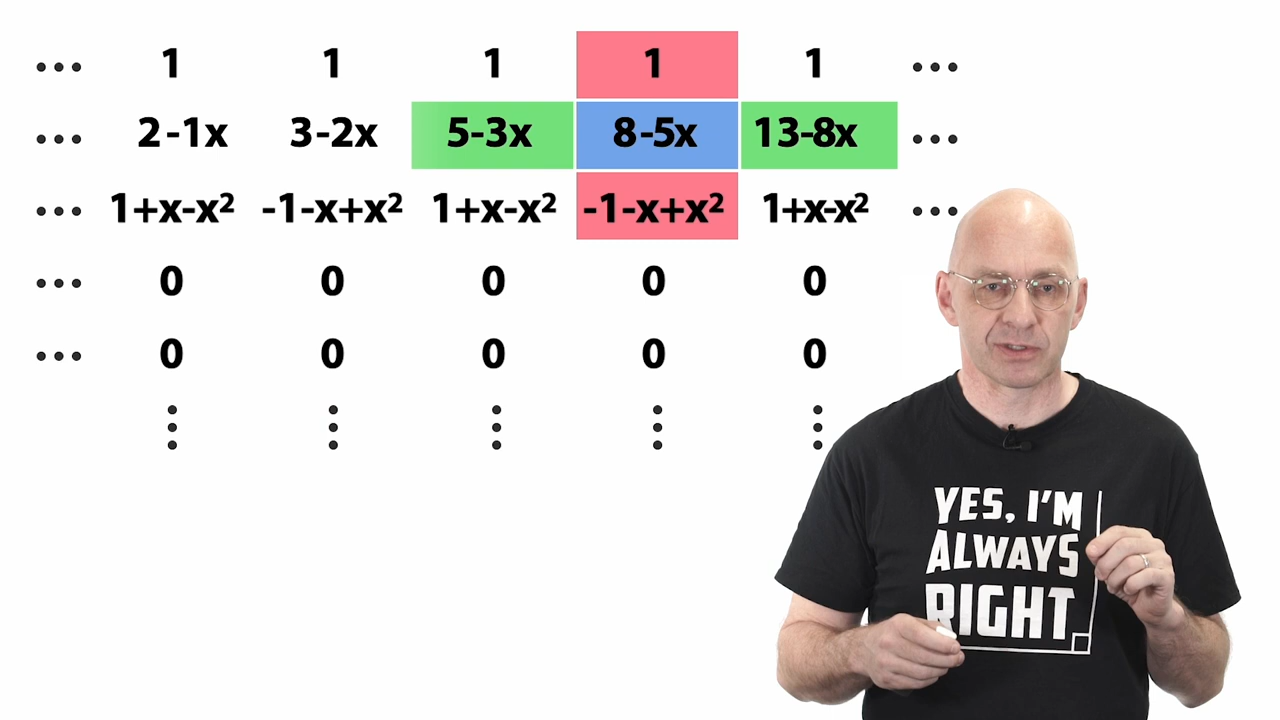 … 1 1 1 1 1 …
… 2-1x 3-2x 5-3x 8-5x 13-8x …
… 1+x-x² -1-x+x² 1+x-x² -1-x+x² 1+x-x² …
… 0 0 0 0 0
… 0 0 0 0 0
⋮ ⋮ ⋮ ⋮ ⋮
YES, I'M
ALWAYS
RIGHT